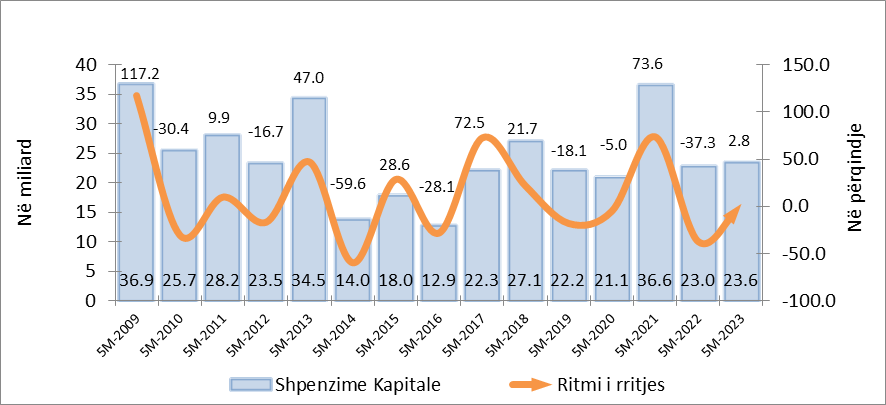 Në miliard
40
35
30
25
20
15
10
5
0
117.2
-30.4
9.9
-16.7
47.0
-59.6
28.6
-28.1
72.5
21.7
-18.1
-5.0
73.6
-37.3
2.8
36.9
25.7
28.2
23.5
34.5
14.0
18.0
12.9
22.3
27.1
22.2
21.1
36.6
23.0
23.6
150.0
100.0
50.0
0.0
-50.0
-100.0
Në përqindje
5M-2009
5M-2010
5M-2011
5M-2012
5M-2013
5M-2014
5M-2015
5M-2016
5M-2017
5M-2018
5M-2019
5M-2020
5M-2021
5M-2022
5M-2023
Shpenzime Kapitale
Ritmi i rritjes